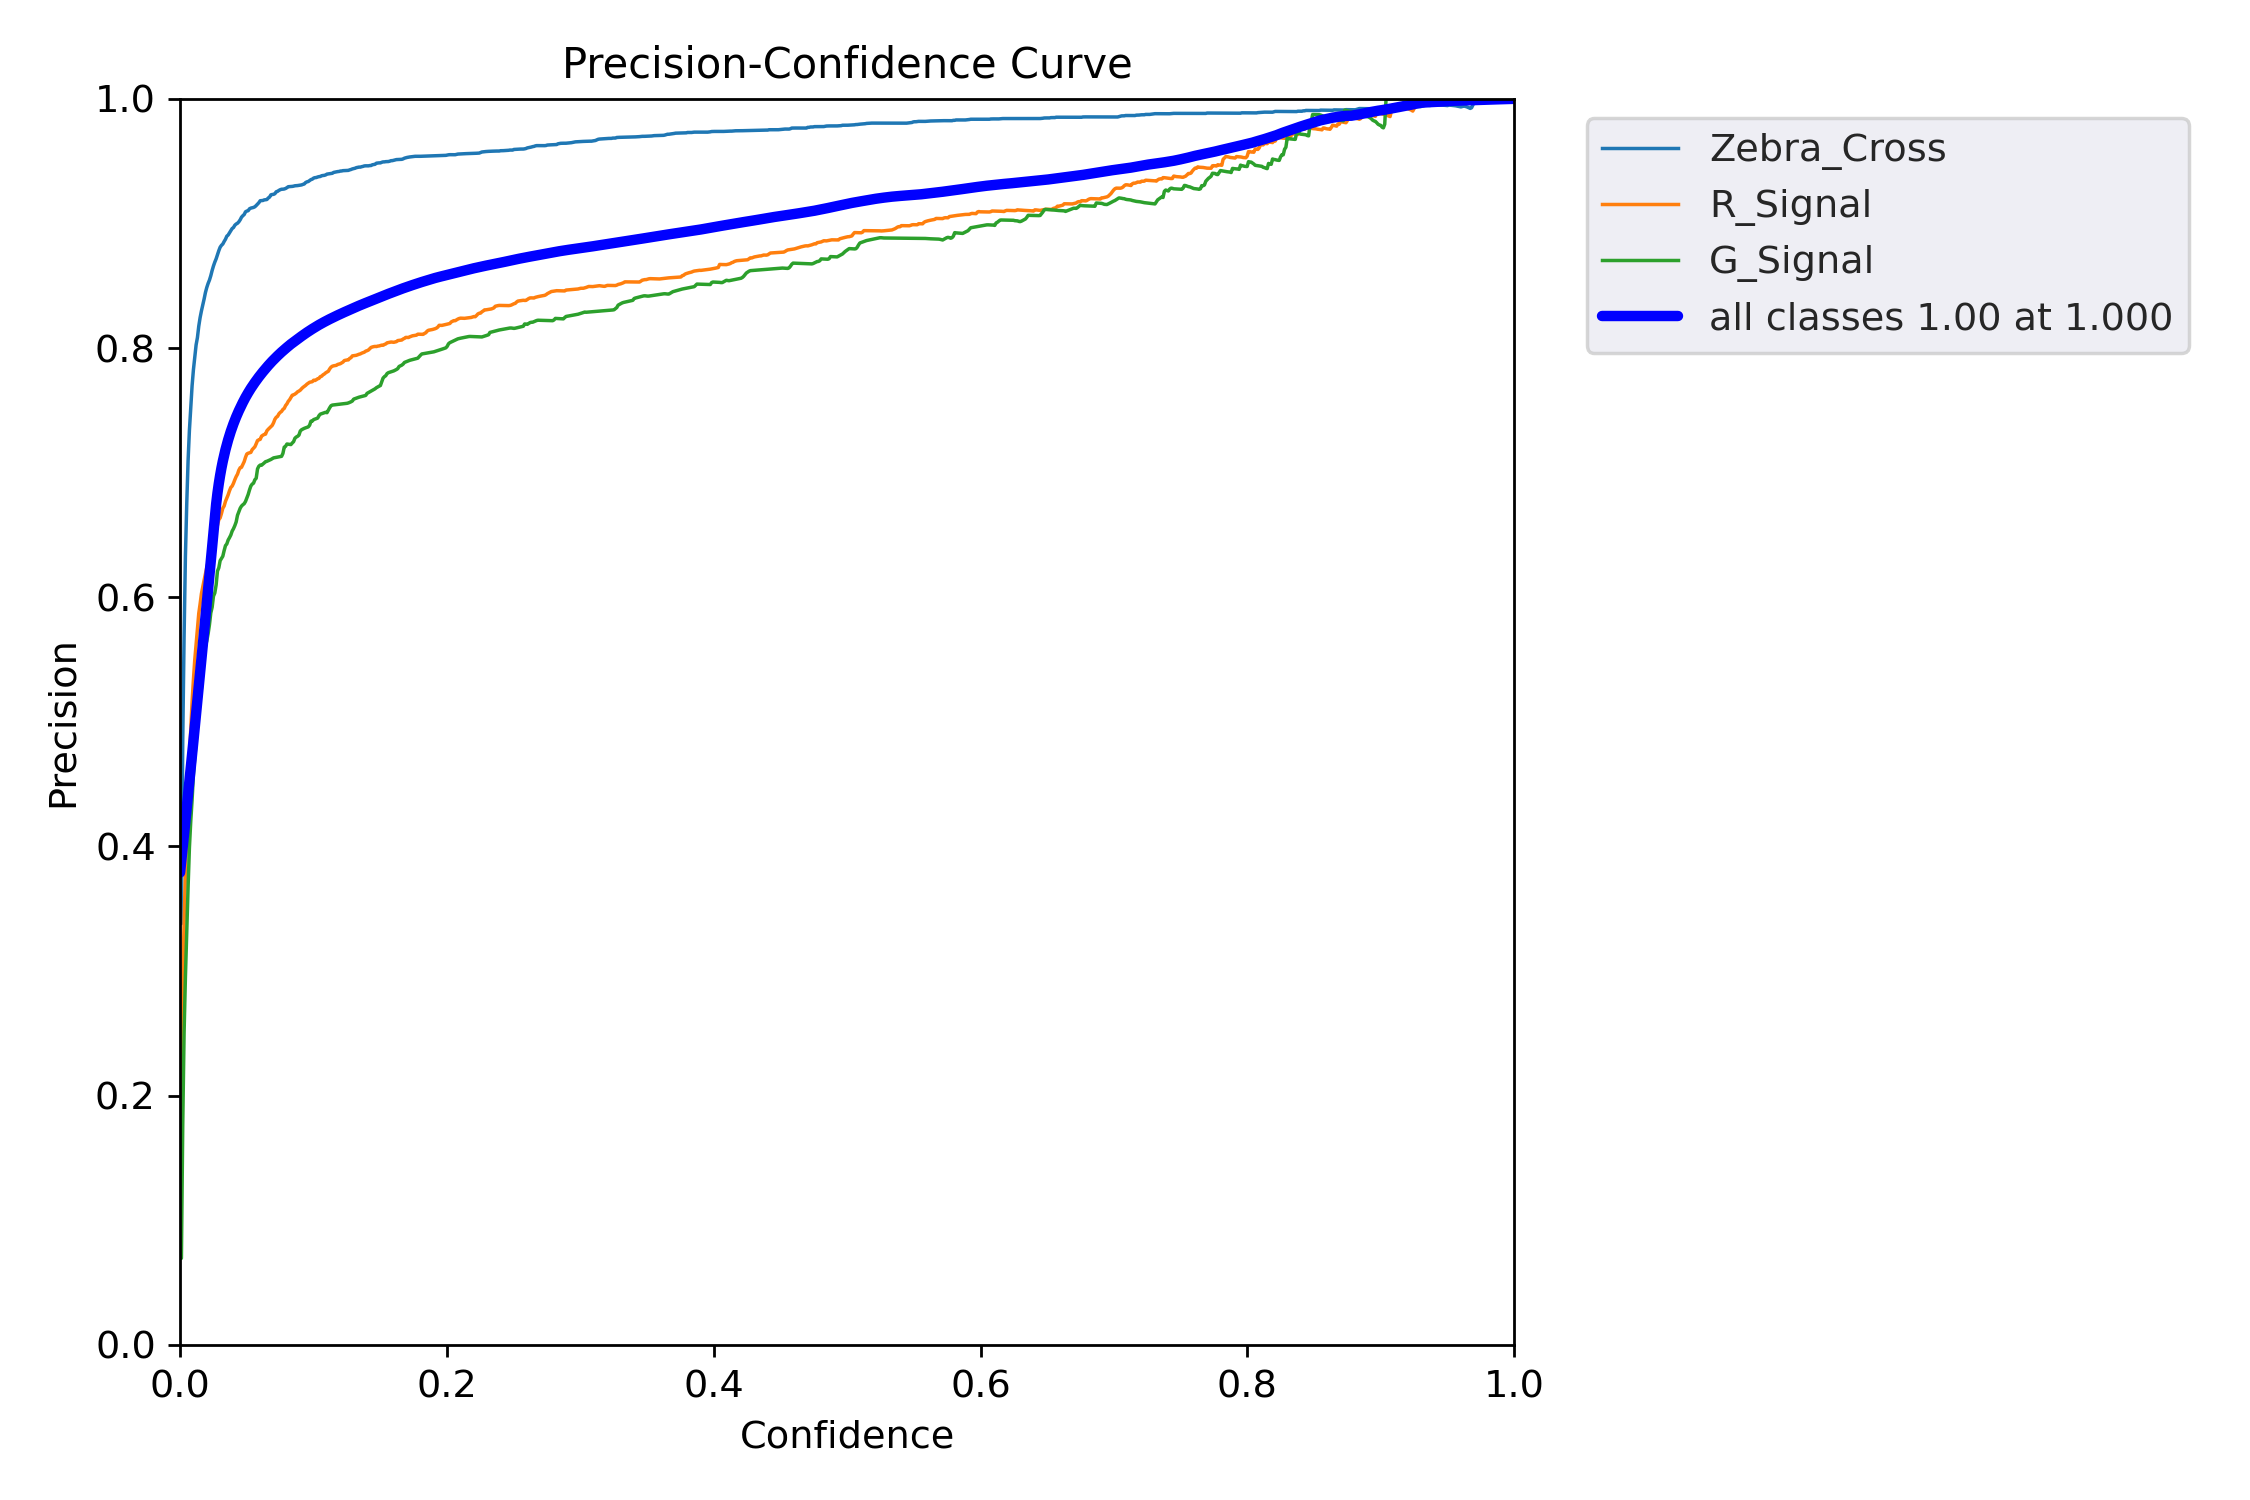 Precision-Confidence Curve
1.0
0.8
0.6
0.4
0.2
0.0
Precision
0.0 0.2 0.4 0.6 0.8 1.0
Confidence
Zebra_Cross
R_Signal
G_Signal
all classes 1.00 at 1.000